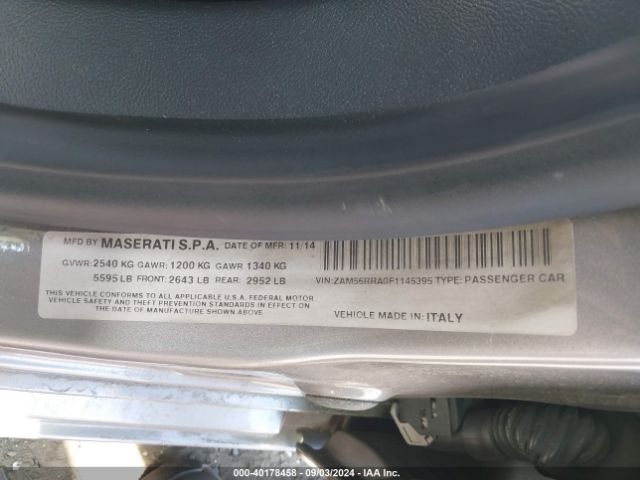 MFD BY MASERATI S.P.A. DATE OF MFR: 11/14
GVWR: 2540 KG GAWR: 1200 KG GAWR 1340 KG
5595 LB FRONT: 2643 LB REAR: 2952 LB
THIS VEHICLE CONFORMS TO ALL APPLICABLE U.S.A. FEDERAL MOTOR
VEHICLE SAFETY AND THEFT PREVENTION STANDARDS IN EFFECT ON
THE DATE OF MANUFACTURE SHOWN ABOVE
VIN: ZAM56RRA0F1145395 TYPE: PASSENGER CAR
VEHICLE MADE IN: ITALY
000-40178458 - 09/03/2024 - IAA Inc.